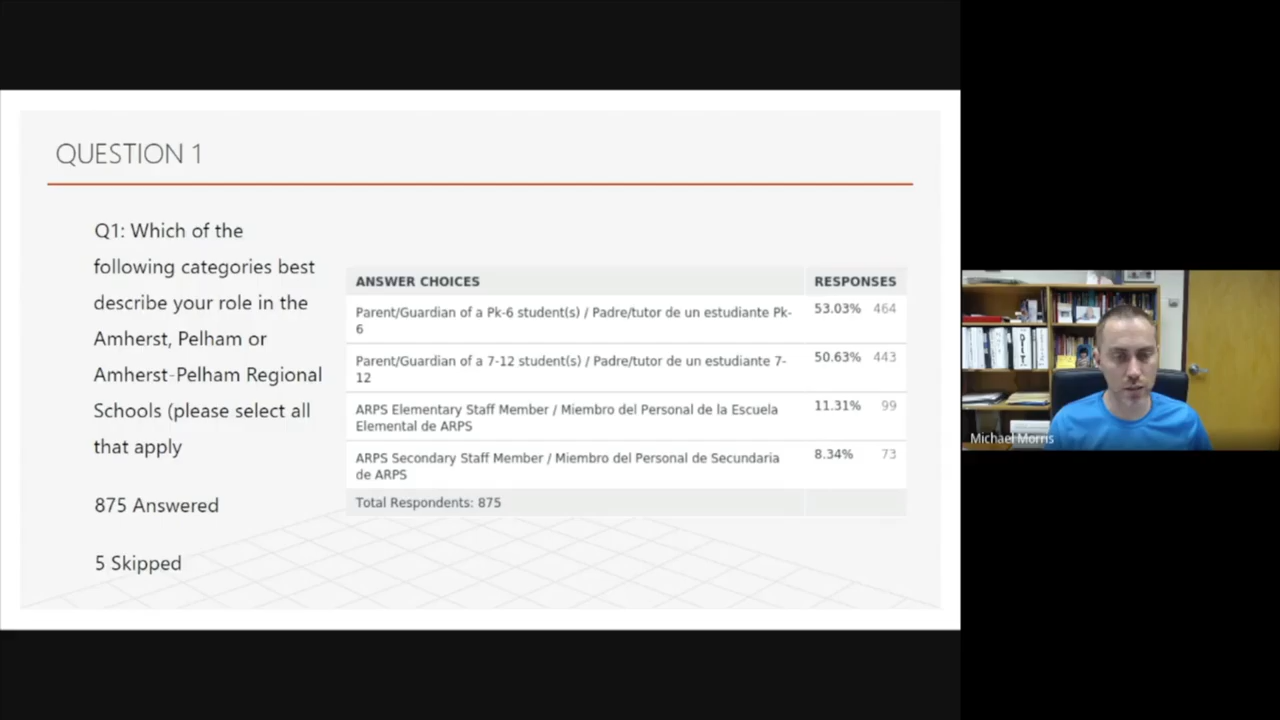 QUESTION 1
Q1: Which of the
following categories best
describe your role in the
Amherst, Pelham or
Amherst-Pelham Regional
Schools (please select all
that apply
875 Answered
5 Skipped
ANSWER CHOICES RESPONSES
Parent/Guardian of a Pk-6 student(s) / Padre/tutor de un estudiante Pk- 53.03% 464
6
Parent/Guardian of a 7-12 student(s) / Padre/tutor de un estudiante 7- 50.63% 443
12
ARPS Elementary Staff Member / Miembro del Personal de la Escuela 11.31% 99
Elemental de ARPS
ARPS Secondary Staff Member / Miembro del Personal de Secundaria 8.34% 73
de ARPS
Total Respondents: 875
Michael Morris